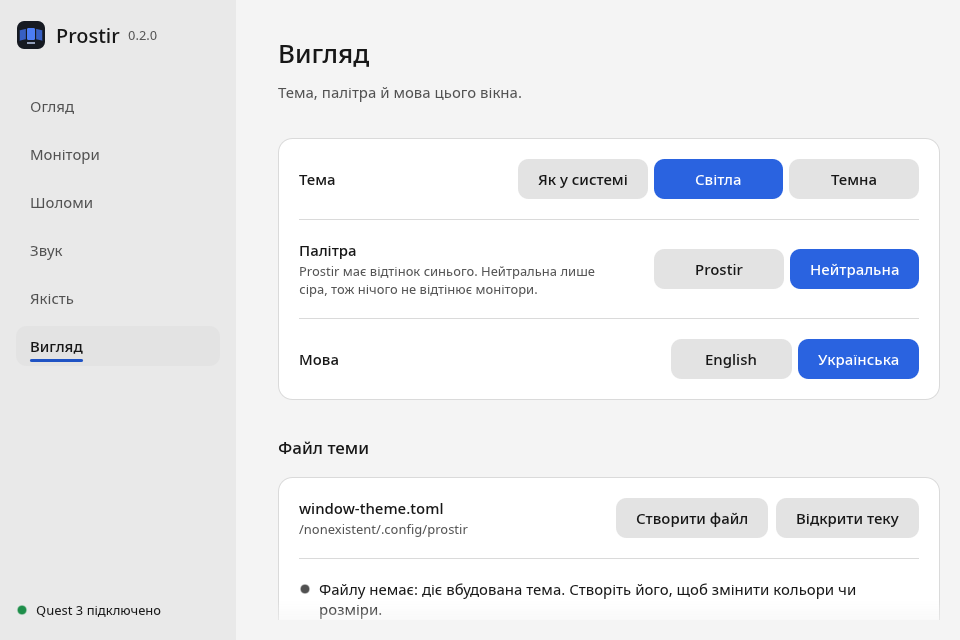 Prostir 0.2.0
Огляд
Монітори
Шоломи
Звук
Якість
Вигляд
Quest 3 підключено
Вигляд
Тема, палітра й мова цього вікна.
Тема
Як у системі
Світла
Темна
Палітра
Prostir має відтінок синього. Нейтральна лише
сіра, тож нічого не відтінює монітори.
Prostir
Нейтральна
Мова
English
Українська
Файл теми
window-theme.toml
/nonexistent/.config/prostir
Створити файл
Відкрити теку
Файлу немає: діє вбудована тема. Створіть його, щоб змінити кольори чи
розміри.